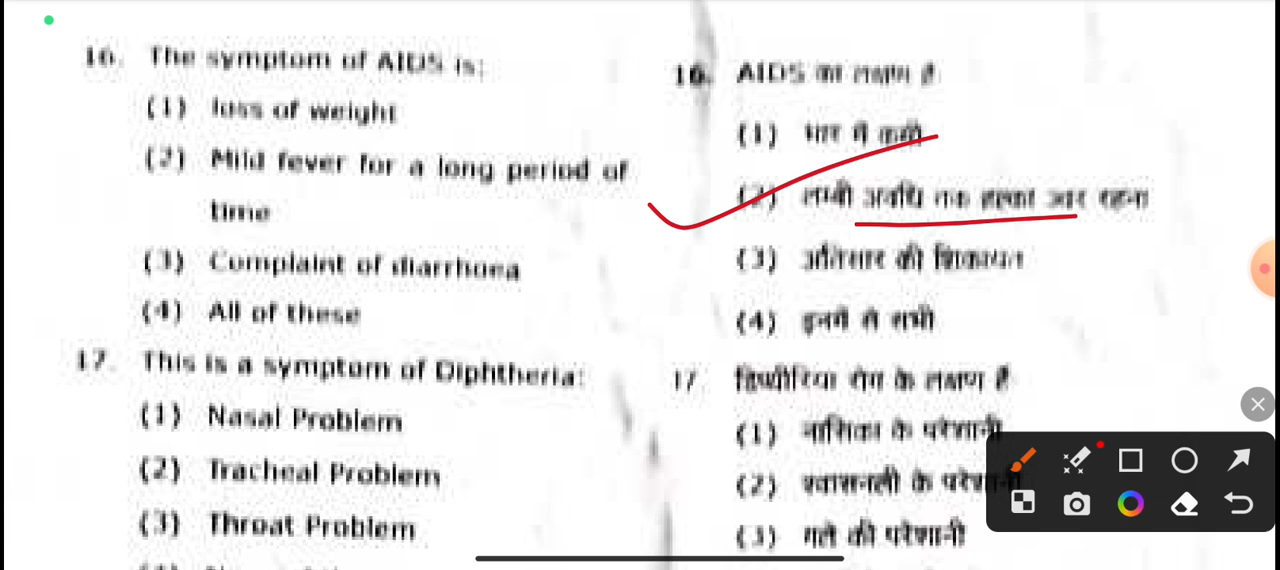 16. The symptom of AIDS is:
(1) loss of weight
(2) Mild fever for a long period of
time
(3) Complaint of diarrhoea
(4) All of these
17. This is a symptom of Diphtheria:
(1) Nasal Problem
(2) Tracheal Problem
(3) Throat Problem
16. AIDS का लक्षण है
(1) भार में कमी
(2) लम्बी अवधि तक हल्का ज्वर रहना
(3) अतिसार की शिकायत
(4) इनमें से सभी
17 डिप्थीरिया रोग के लक्षण हैं
(1) नासिका के परेशानी
(2) श्वासनली के परेशानी
(3) गले की परेशानी